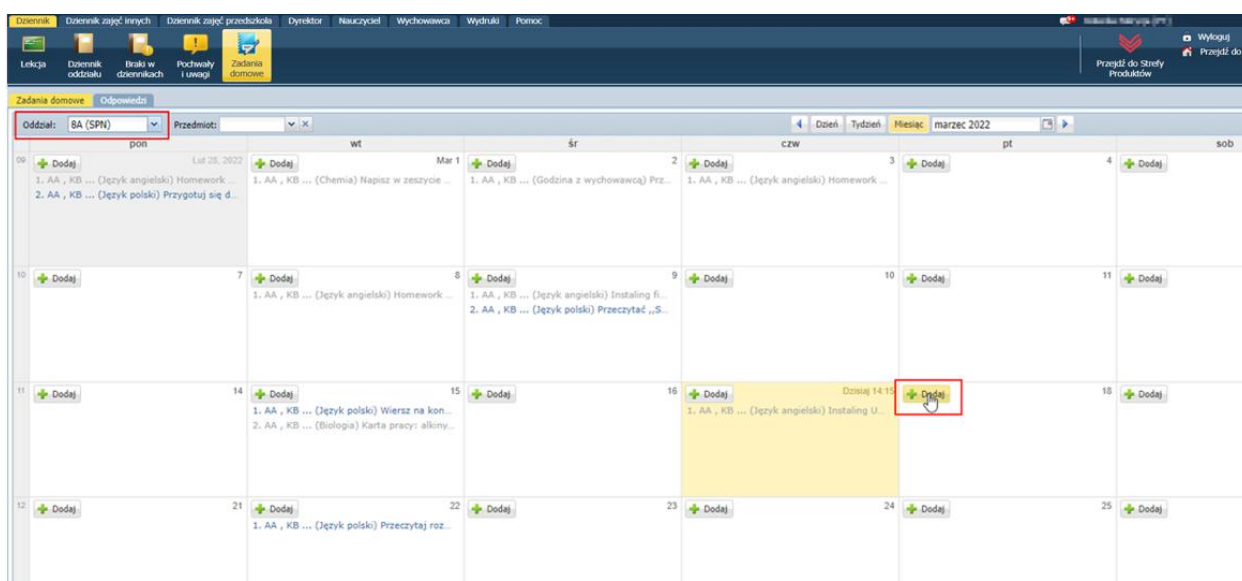 Dziennik Dziennik zajęć innych Dziennik zajęć przedszkola Dyrektor Nauczyciel Wychowawca Wydruki Pomoc
Lekcja Dziennik oddziału Braki w dziennikach Pochwały i uwagi Zadania domowe Przejdź do Strefy Produktów Wyloguj Przejdź do
Zadania domowe Odpowiedzi
Oddział: 8A (SPN) Przedmiot: Dzień Tydzień Miesiąc marzec 2022
pon wt śr czw pt sob
09 Dodaj Lut 28, 2022 Dodaj Mar 1 Dodaj 2 Dodaj 3 Dodaj 4 Dodaj
1. AA , KB ... (Język angielski) Homework ... 1. AA , KB ... (Chemia) Napisz w zeszycie ... 1. AA , KB ... (Godzina z wychowawcą) Prz... 1. AA , KB ... (Język angielski) Homework ...
2. AA , KB ... (Język polski) Przygotuj się d...
10 Dodaj 7 Dodaj 8 Dodaj 9 Dodaj 10 Dodaj 11 Dodaj
1. AA , KB ... (Język angielski) Homework ... 1. AA , KB ... (Język angielski) Instaling fi...
2. AA , KB ... (Język polski) Przeczytać ,,S...
11 Dodaj 14 Dodaj 15 Dodaj 16 Dodaj Dzisiaj 14:15 Dodaj 18 Dodaj
1. AA , KB ... (Język polski) Wiersz na kon... 1. AA , KB ... (Język angielski) Instaling U...
2. AA , KB ... (Biologia) Karta pracy: alkiny...
12 Dodaj 21 Dodaj 22 Dodaj 23 Dodaj 24 Dodaj 25 Dodaj
1. AA , KB ... (Język polski) Przeczytaj roz...